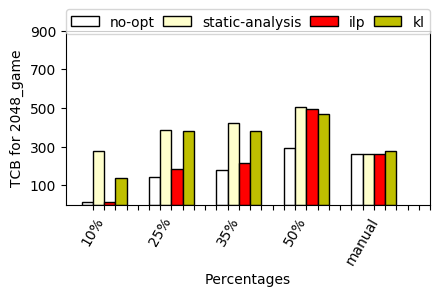 no-opt static-analysis ilp kl
900
700
500
300
100
TCB for 2048_game
10% 25% 35% 50% manual
Percentages